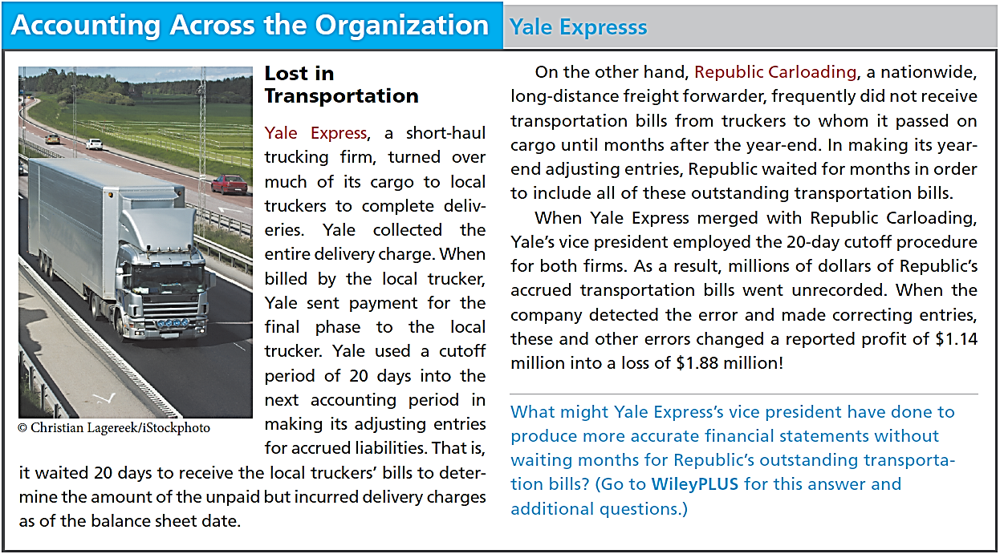 Accounting Across the Organization
Yale Expresss
Lost in
Transportation
Yale Express, a short-haul
trucking firm, turned over
much of its cargo to local
truckers to complete deliv-
eries. Yale collected the
entire delivery charge. When
billed by the local trucker,
Yale sent payment for the
final phase to the local
trucker. Yale used a cutoff
period of 20 days into the
next accounting period in
making its adjusting entries
for accrued liabilities. That is,
© Christian Lagereek/iStockphoto
it waited 20 days to receive the local truckers’ bills to deter-
mine the amount of the unpaid but incurred delivery charges
as of the balance sheet date.
On the other hand, Republic Carloading, a nationwide,
long-distance freight forwarder, frequently did not receive
transportation bills from truckers to whom it passed on
cargo until months after the year-end. In making its year-
end adjusting entries, Republic waited for months in order
to include all of these outstanding transportation bills.
When Yale Express merged with Republic Carloading,
Yale’s vice president employed the 20-day cutoff procedure
for both firms. As a result, millions of dollars of Republic’s
accrued transportation bills went unrecorded. When the
company detected the error and made correcting entries,
these and other errors changed a reported profit of $1.14
million into a loss of $1.88 million!
What might Yale Express’s vice president have done to
produce more accurate financial statements without
waiting months for Republic’s outstanding transporta-
tion bills? (Go to WileyPLUS for this answer and
additional questions.)